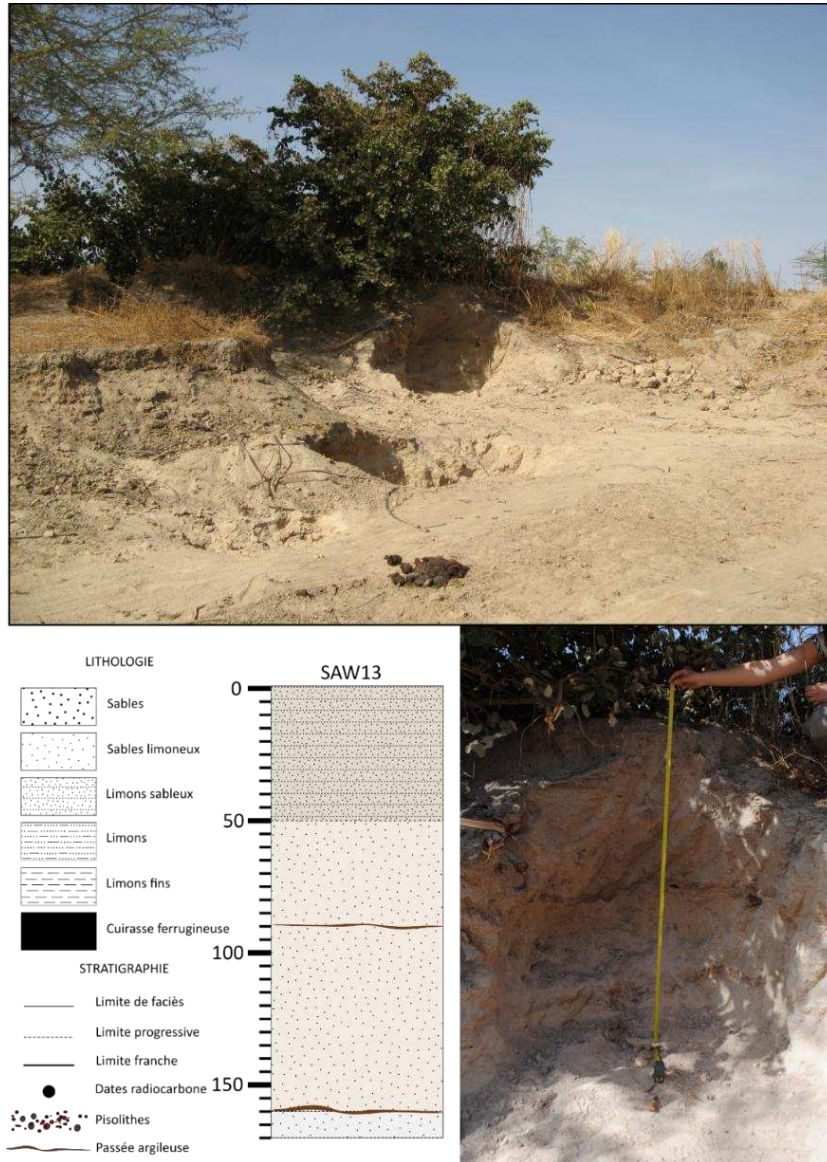 LITHOLOGIE
Sables
Sables limoneux
Limons sableux
Limons
Limons fins
Cuirasse ferrugineuse
STRATIGRAPHIE
Limite de faciès
Limite progressive
Limite franche
Dates radiocarbone
Pisolithes
Passée argileuse
SAW13
0
50
100
150